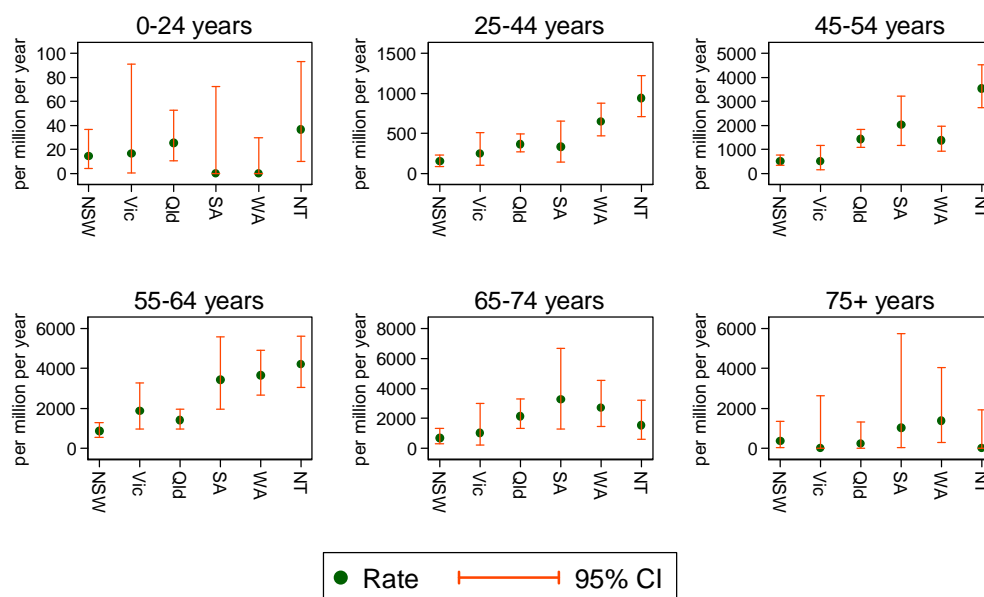 0-24 years
per million per year
100
80
60
40
20
0
NSW
Vic
Qld
SA
WA
NT
25-44 years
per million per year
1500
1000
500
0
NSW
Vic
Qld
SA
WA
NT
45-54 years
per million per year
5000
4000
3000
2000
1000
0
NSW
Vic
Qld
SA
WA
NT
55-64 years
per million per year
6000
4000
2000
0
NSW
Vic
Qld
SA
WA
NT
65-74 years
per million per year
8000
6000
4000
2000
0
NSW
Vic
Qld
SA
WA
NT
75+ years
per million per year
6000
4000
2000
0
NSW
Vic
Qld
SA
WA
NT
Rate 95% CI